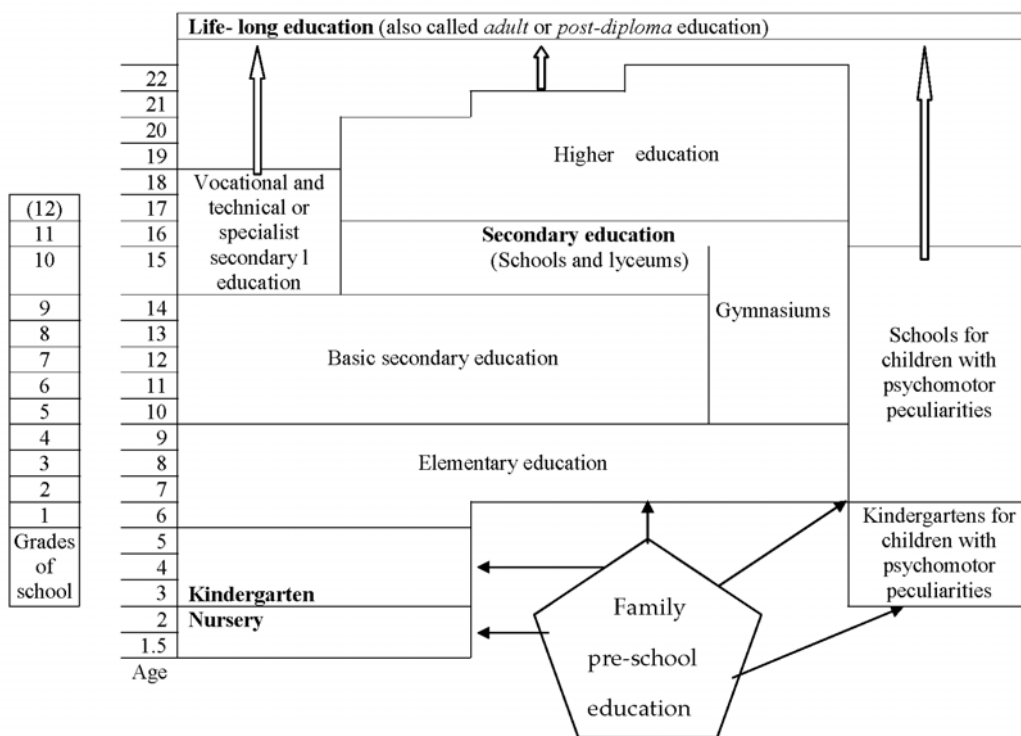 Life- long education (also called adult or post-diploma education)
22
21
20
19
18
17
16
15
14
13
12
11
10
9
8
7
6
5
4
3
2
1.5
Age
(12)
11
10
9
8
7
6
5
4
3
2
1
Grades
of
school
Higher education
Vocational and
technical or
specialist
secondary l
education
Secondary education
(Schools and lyceums)
Gymnasiums
Basic secondary education
Schools for
children with
psychomotor
peculiarities
Elementary education
Kindergartens for
children with
psychomotor
peculiarities
Kindergarten
Nursery
Family
pre-school
education